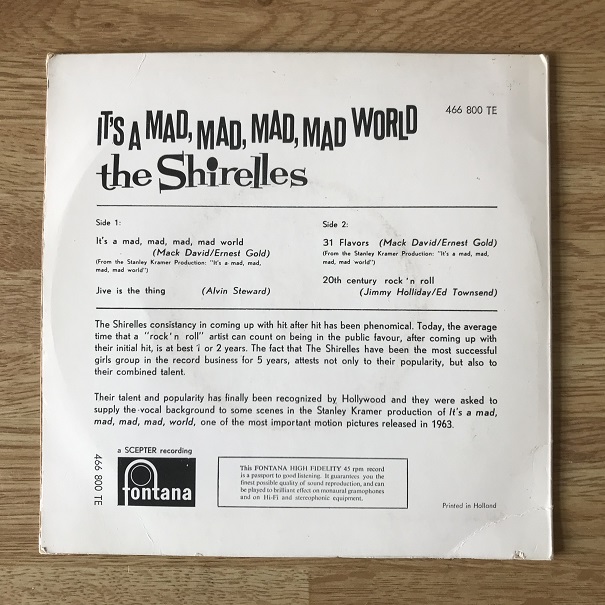 IT'S A MAD, MAD, MAD, MAD WORLD
466 800 TE
the Shirelles
Side 1:
It's a mad, mad, mad, mad world
(Mack David/Ernest Gold)
(From the Stanley Kramer Production: "It's a mad, mad,
mad, mad world")
Jive is the thing (Alvin Steward)
Side 2:
31 Flavors (Mack David/Ernest Gold)
(From the Stanley Kramer Production: "It's a mad, mad,
mad, mad world")
20th century rock 'n roll
(Jimmy Holliday/Ed Townsend)
The Shirelles consistancy in coming up with hit after hit has been phenomical. Today, the average
time that a "rock'n roll" artist can count on being in the public favour, after coming up with
their initial hit, is at best 1 or 2 years. The fact that The Shirelles have been the most successful
girls group in the record business for 5 years, attests not only to their popularity, but also to
their combined talent.
Their talent and popularity has finally been recognized by Hollywood and they were asked to
supply the vocal background to some scenes in the Stanley Kramer production of It's a mad,
mad, mad, mad, world, one of the most important motion pictures released in 1963.
466 800 TE
a SCEPTER recording
fontana
This FONTANA HIGH FIDELITY 45 rpm record
is a passport to good listening. It guarantees you the
finest possible quality of sound reproduction, and can
be played to brilliant effect on monaural gramophones
and on Hi-Fi and stereophonic equipment.
Printed in Holland